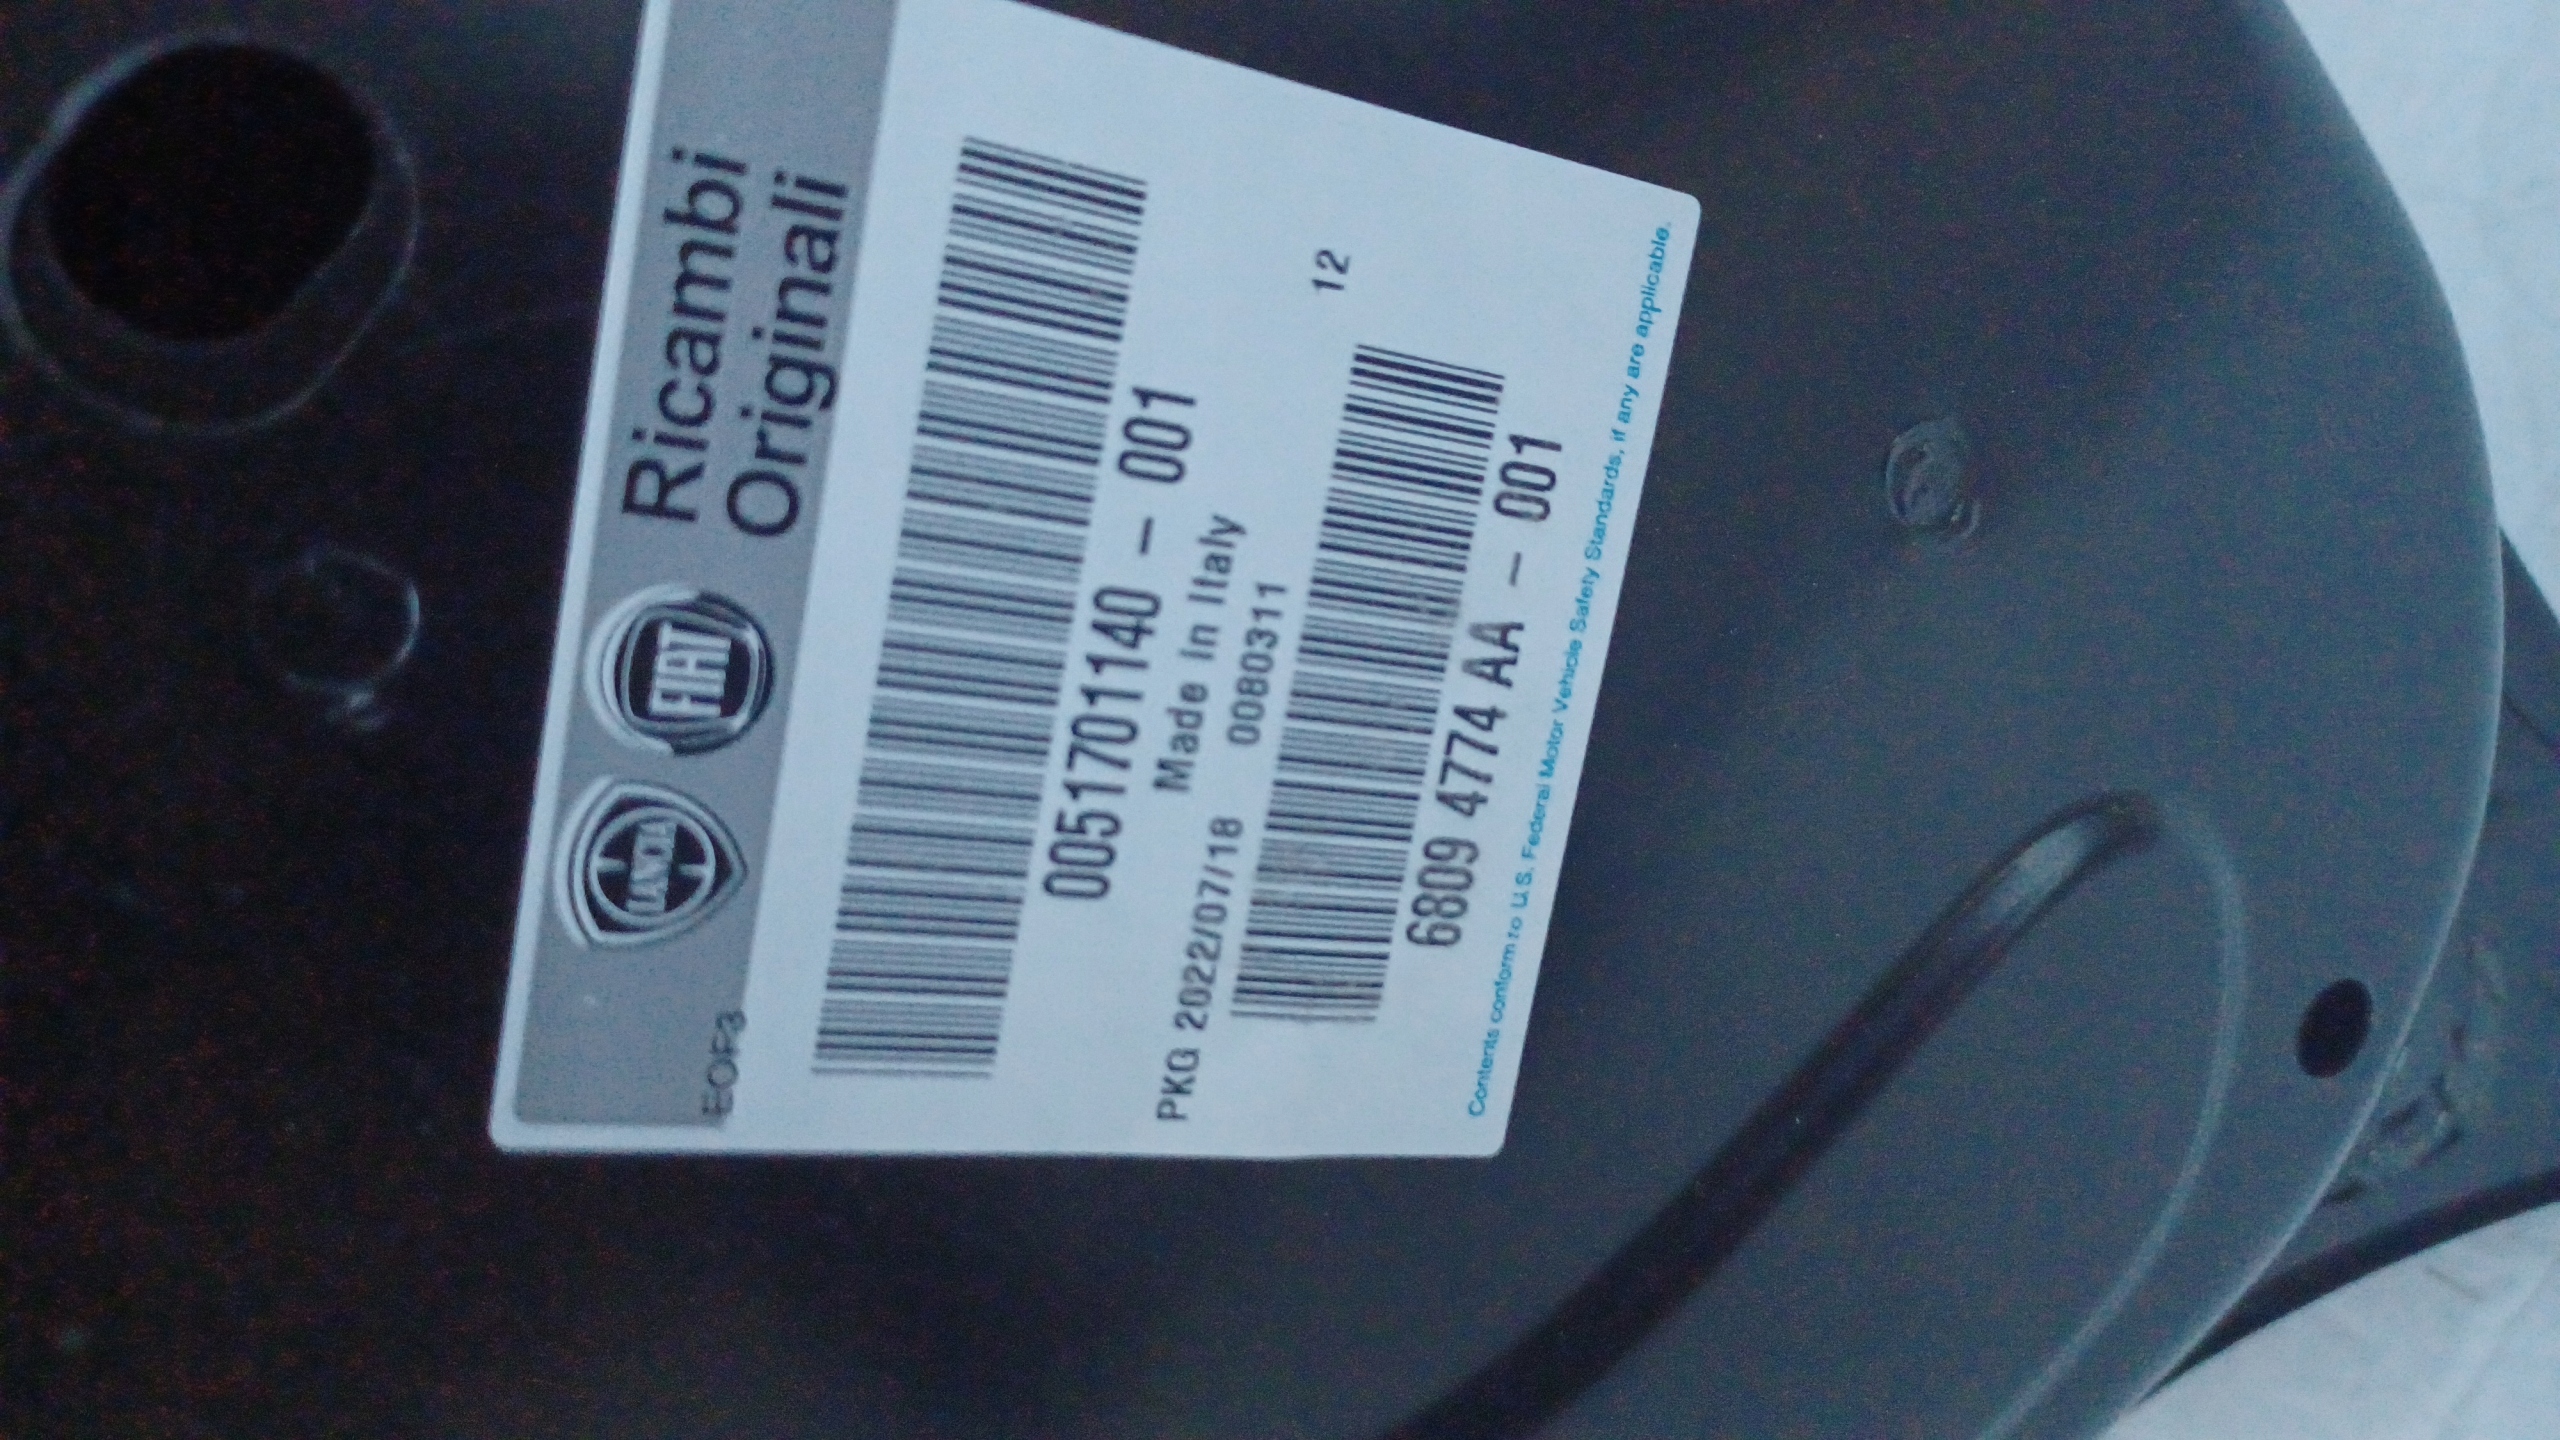 EOP3
LANCIA
FIAT
Ricambi
Originali
0051701140 - 001
Made In Italy
PKG 2022/07/18 0080311
12
6809 4774 AA - 001
Contents conform to U.S. Federal Motor Vehicle Safety Standards, if any are applicable.